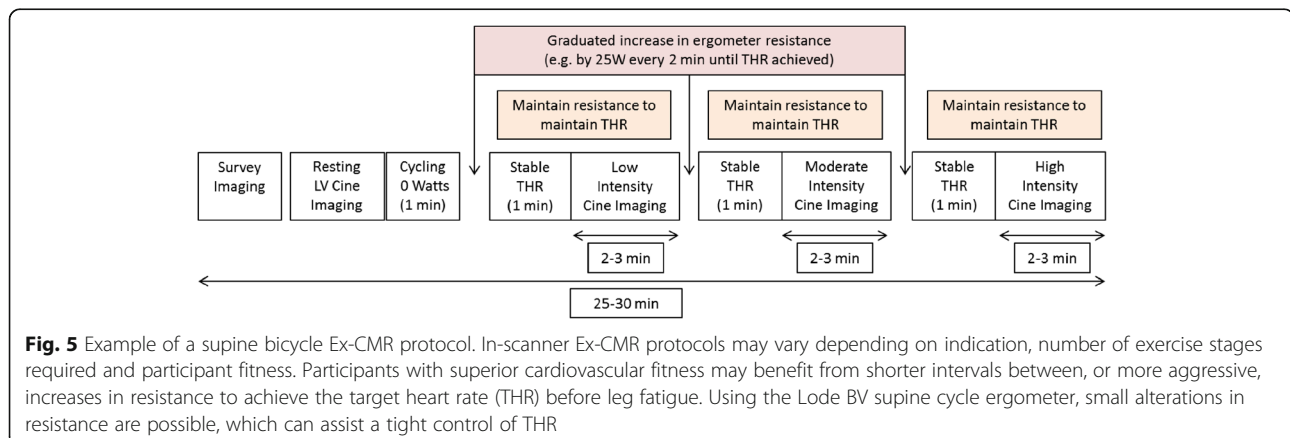 Graduated increase in ergometer resistance
(e.g. by 25W every 2 min until THR achieved)
Maintain resistance to
maintain THR
Maintain resistance to
maintain THR
Maintain resistance to
maintain THR
Survey
Imaging
Resting
LV Cine
Imaging
Cycling
0 Watts
(1 min)
Stable
THR
(1 min)
Low
Intensity
Cine Imaging
Stable
THR
(1 min)
Moderate
Intensity
Cine Imaging
Stable
THR
(1 min)
High
Intensity
Cine Imaging
2-3 min
2-3 min
2-3 min
25-30 min
Fig. 5 Example of a supine bicycle Ex-CMR protocol. In-scanner Ex-CMR protocols may vary depending on indication, number of exercise stages
required and participant fitness. Participants with superior cardiovascular fitness may benefit from shorter intervals between, or more aggressive,
increases in resistance to achieve the target heart rate (THR) before leg fatigue. Using the Lode BV supine cycle ergometer, small alterations in
resistance are possible, which can assist a tight control of THR